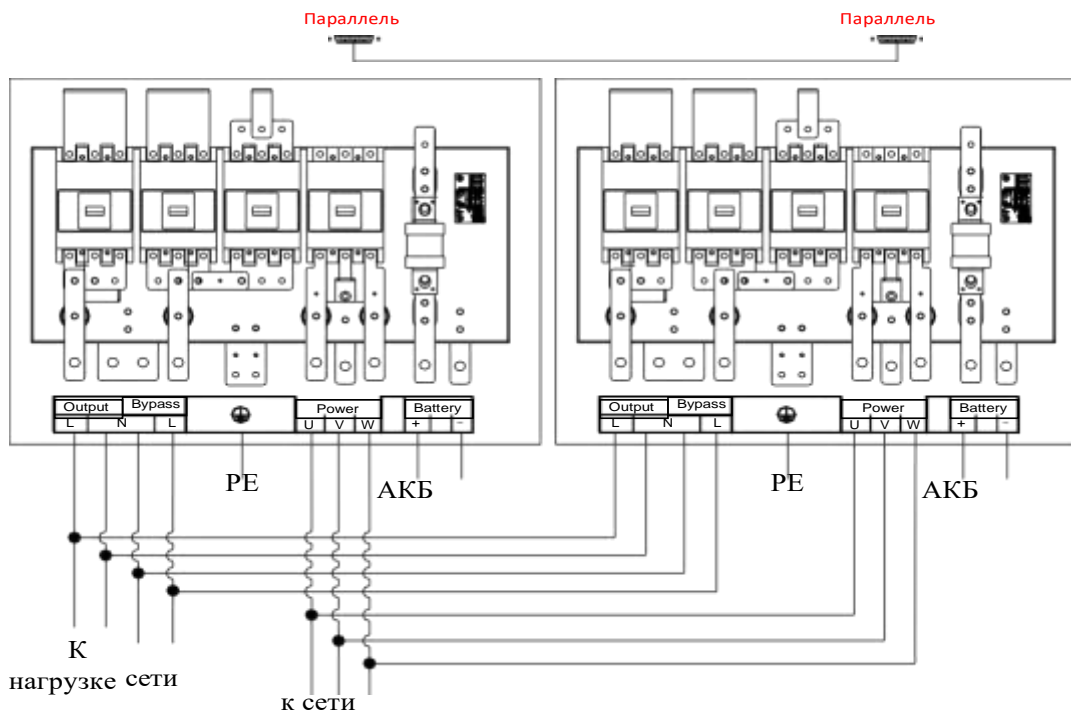 Параллель Параллель
Output Bypass Power Battery
L N L U V W + -
Output Bypass Power Battery
L N L U V W + -
PE АКБ PE АКБ
К
нагрузке сети
к сети